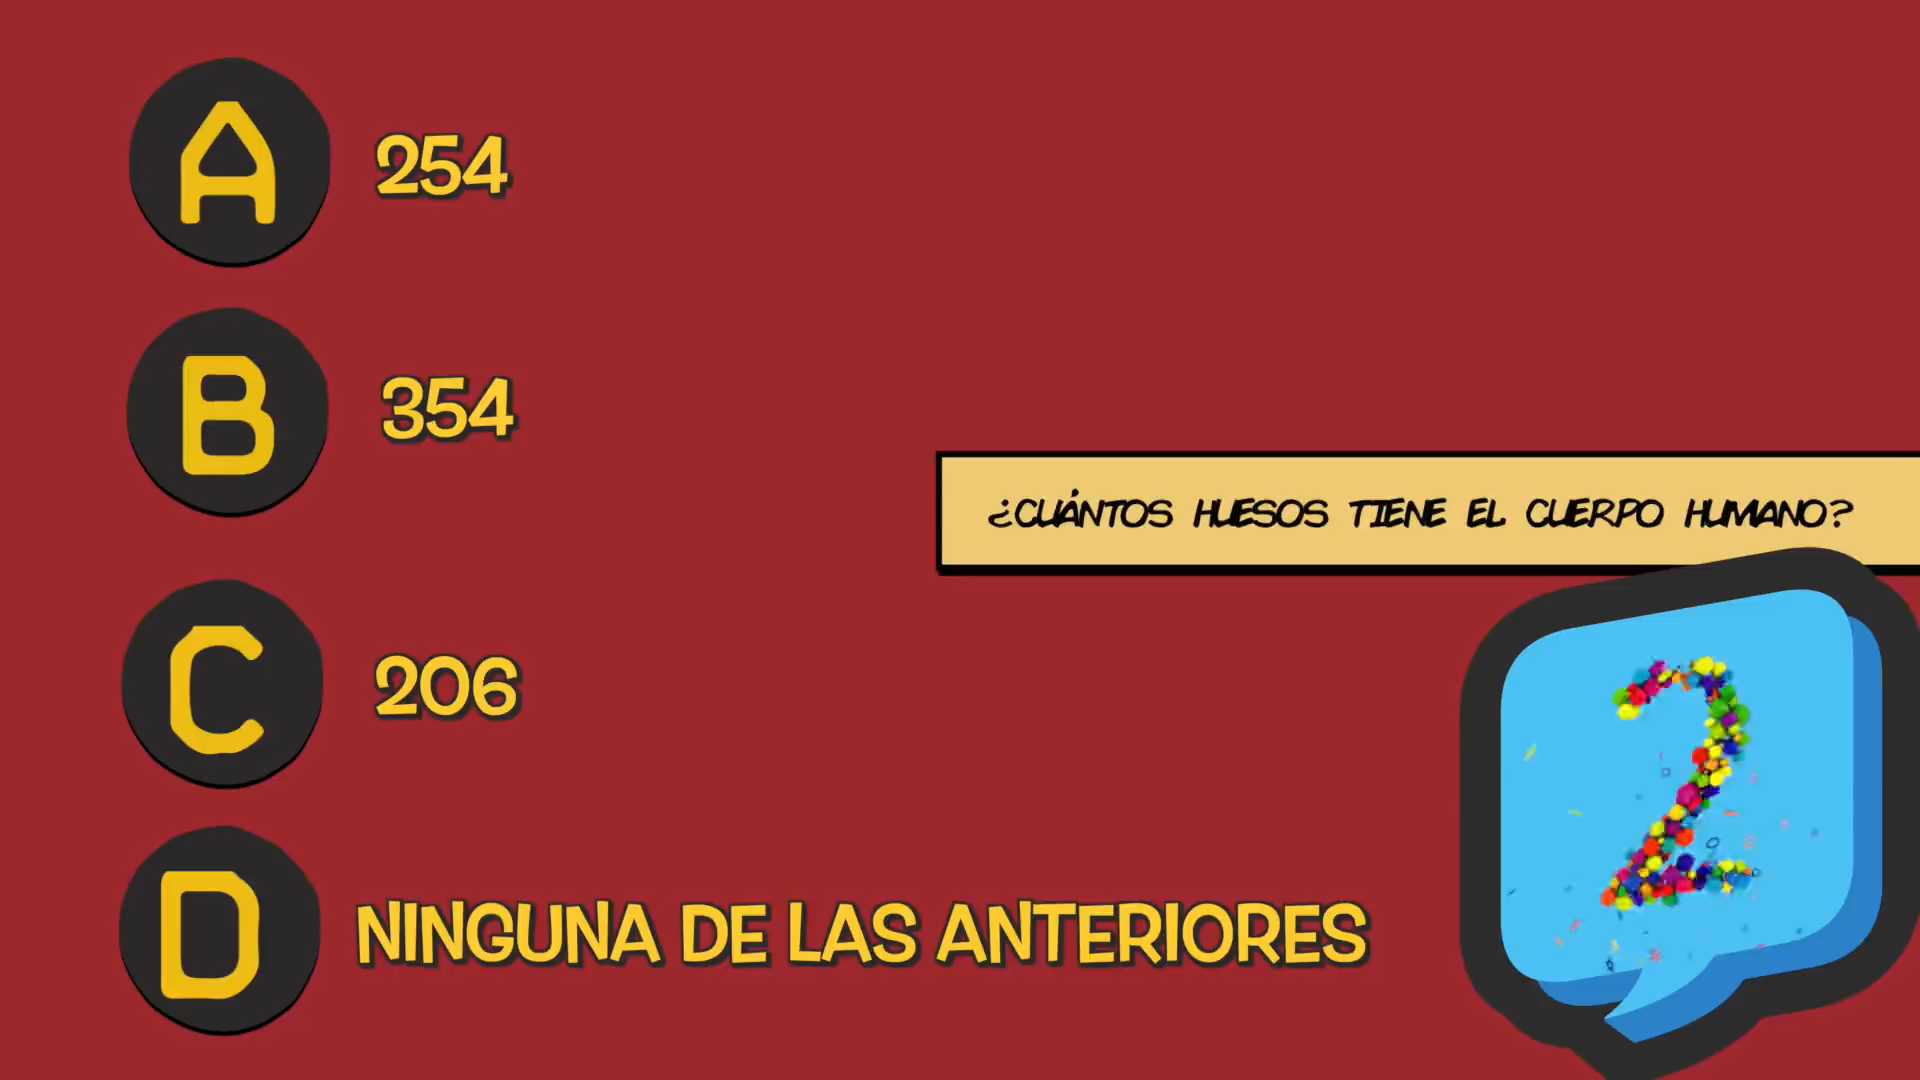 A 254
B 354
¿CUÁNTOS HUESOS TIENE EL CUERPO HUMANO?
C 206
2
D NINGUNA DE LAS ANTERIORES